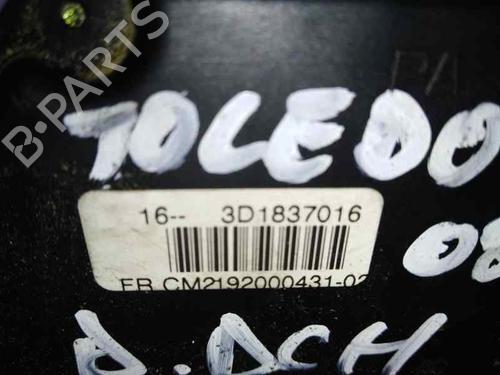 B-PARTS
TOLEDO
16-- 3D1837016
08
FR CM2192000431-02
D.DCH